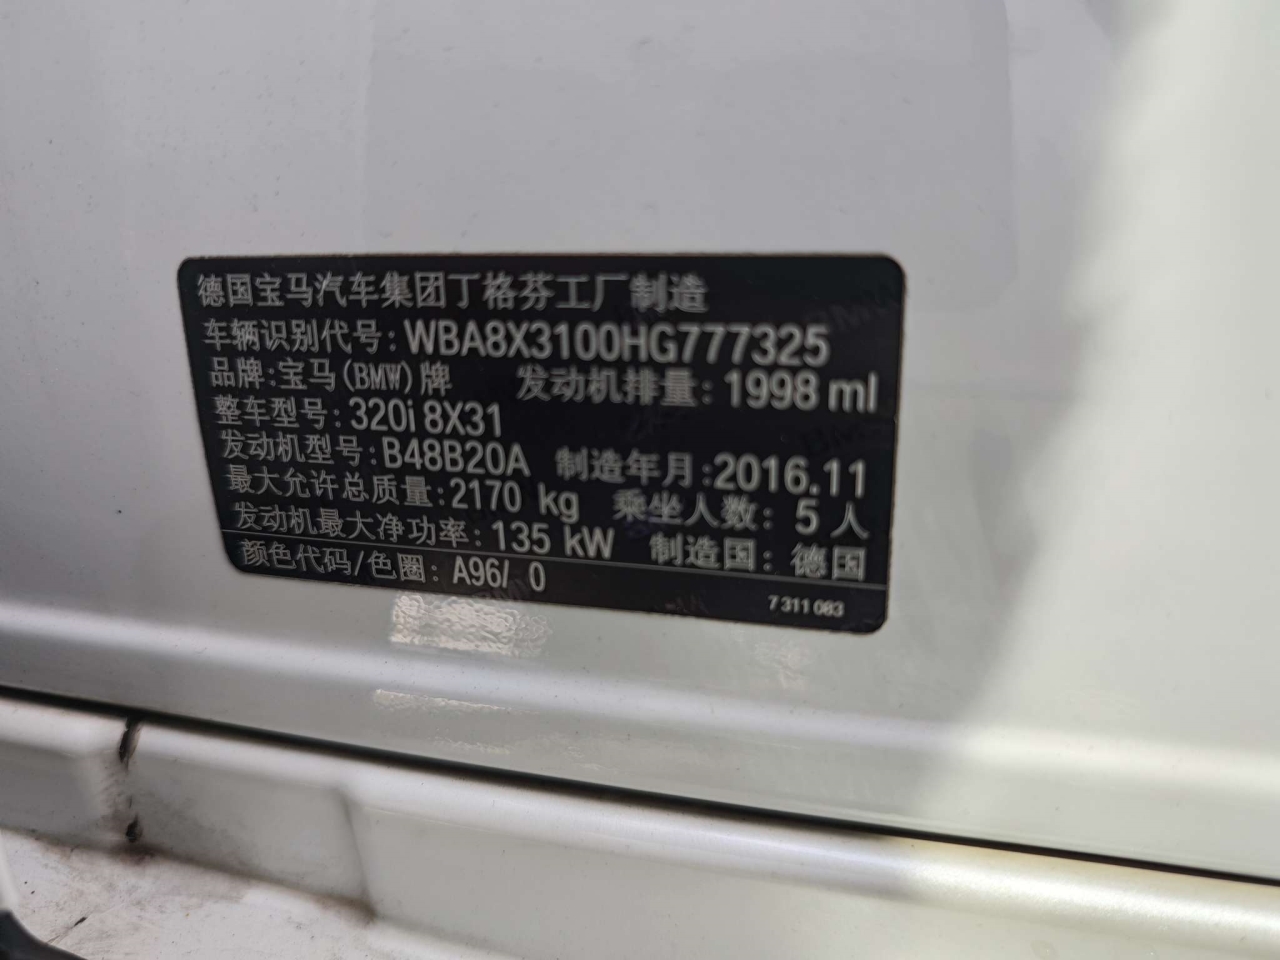 德国宝马汽车集团丁格芬工厂制造
车辆识别代号: WBA8X3100HG777325
品牌:宝马(BMW)牌 发动机排量: 1998 ml
整车型号: 320i 8X31
发动机型号: B48B20A 制造年月:2016.11
最大允许总质量: 2170 kg 乘坐人数: 5 人
发动机最大净功率: 135 kW 制造国: 德国
颜色代码/色圈: A96/ 0
7 311 083